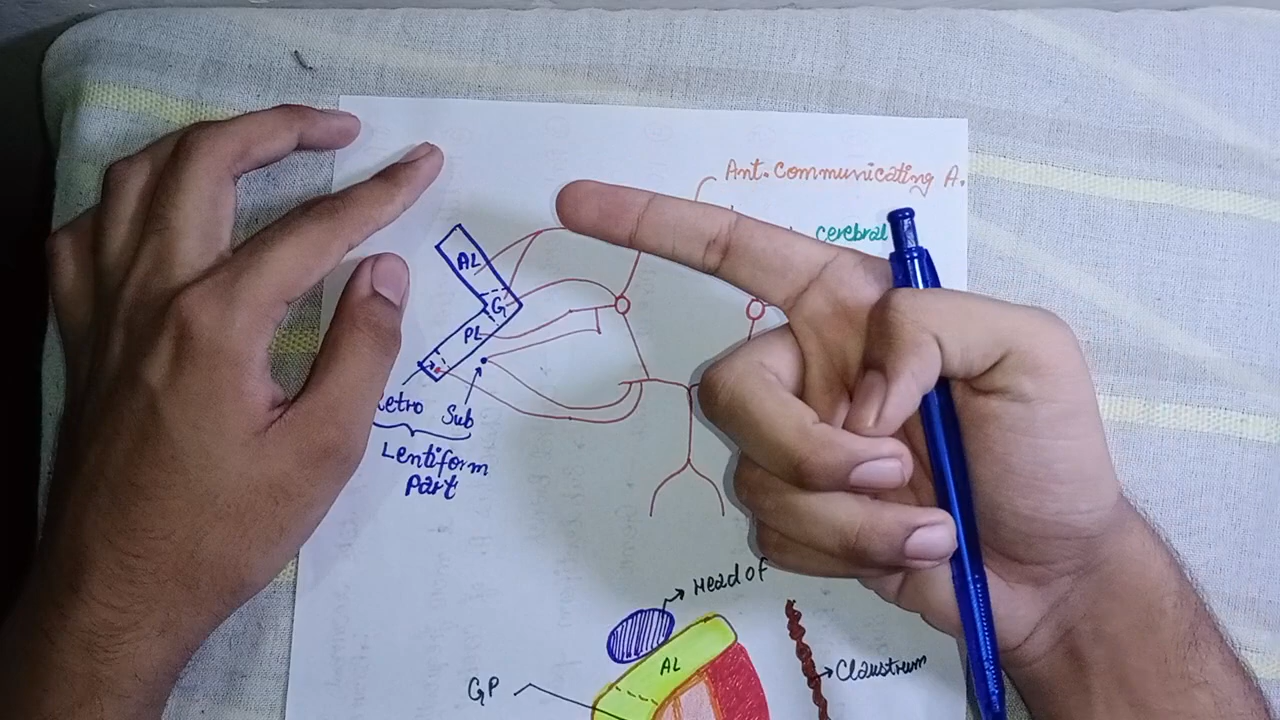 Ant. Communicating A.
cerebral
AL
G
PL
Retro Sub
Lentiform
Part
Head of
AL
GP
Claustrum